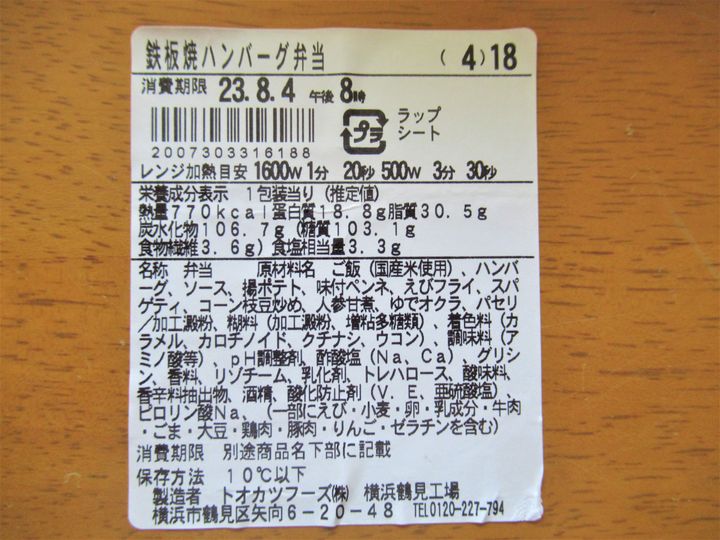 鉄板焼ハンバーグ弁当 (4)18
消費期限 23.8.4 午後 8時
プラ ラップ
シート
2007303316188
レンジ加熱目安 1600W 1分 20秒 500W 3分 30秒
栄養成分表示 1包装当り(推定値)
熱量770kcal蛋白質18.8g脂質30.5g
炭水化物106.7g(糖質103.1g
食物繊維3.6g)食塩相当量3.3g
名称 弁当 原材料名 ご飯(国産米使用)、ハンバ
ーグ、ソース、揚ポテト、味付ペンネ、えびフライ、スパ
ゲティ、コーン枝豆炒め、人参甘煮、ゆでオクラ、パセリ
/加工澱粉、糊料(加工澱粉、増粘多糖類)、着色料(カ
ラメル、カロチノイド、クチナシ、ウコン)、調味料(ア
ミノ酸等)、pH調整剤、酢酸塩(Na、Ca)、グリシ
ン、香料、リゾチーム、乳化剤、トレハロース、酸味料、
香辛料抽出物、酒精、酸化防止剤(V.E、亜硫酸塩)、
ピロリン酸Na、(一部にえび・小麦・卵・乳成分・牛肉
・ごま・大豆・鶏肉・豚肉・りんご・ゼラチンを含む)
消費期限 別途商品名下部に記載
保存方法 10℃以下
製造者 トオカツフーズ㈱ 横浜鶴見工場
横浜市鶴見区矢向6-20-48 TEL0120-227-794